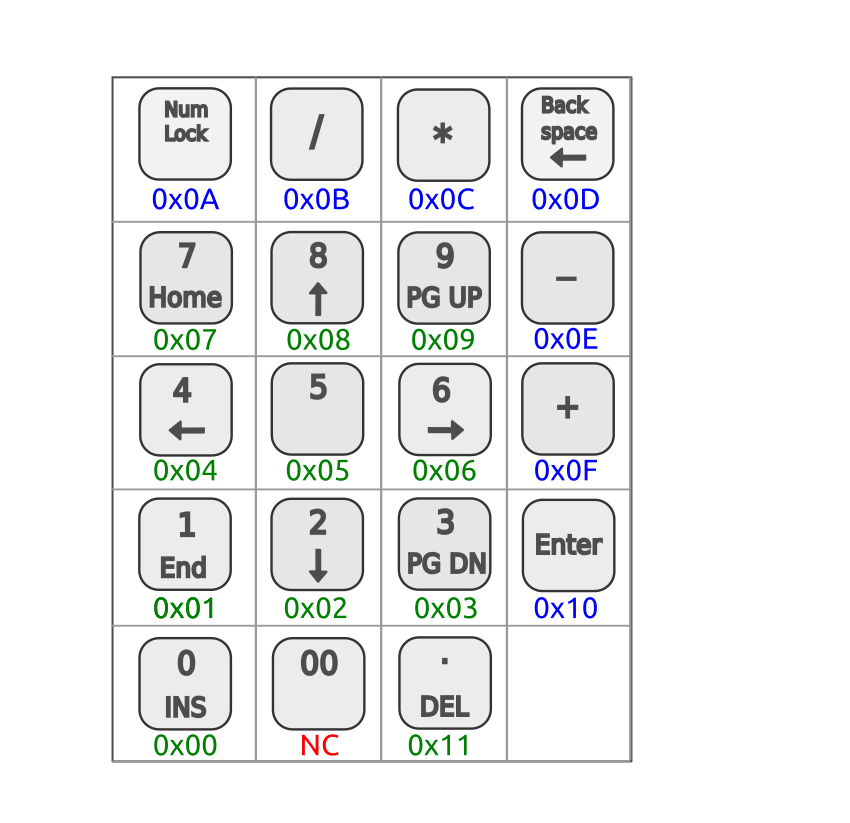 Num
Lock
/
*
Back
space
←
0x0A
0x0B
0x0C
0x0D
7
Home
8
↑
9
PG UP
−
0x07
0x08
0x09
0x0E
4
←
5
6
→
+
0x04
0x05
0x06
0x0F
1
End
2
↓
3
PG DN
Enter
0x01
0x02
0x03
0x10
0
INS
00
.
DEL
0x00
NC
0x11